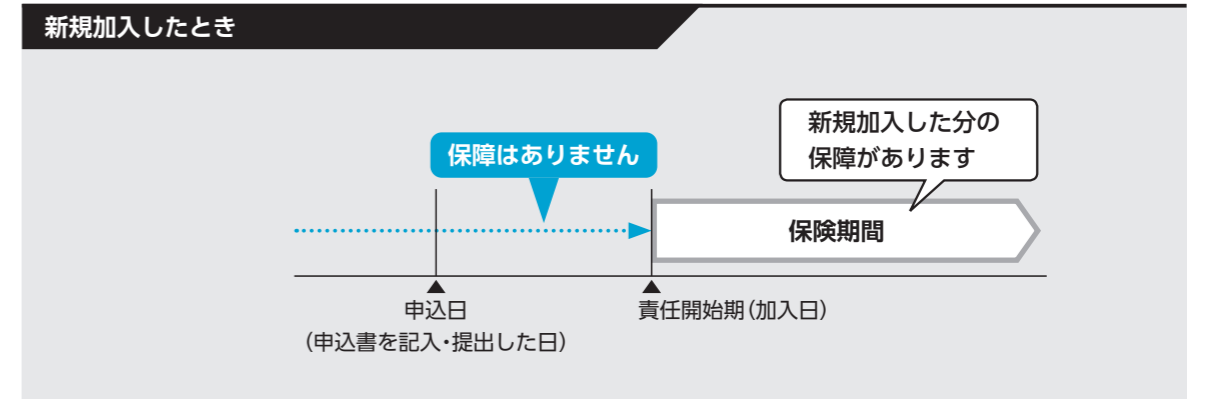 新規加入したとき
新規加入した分の
保障があります
保障はありません
保険期間
申込日
(申込書を記入・提出した日)
責任開始期(加入日)